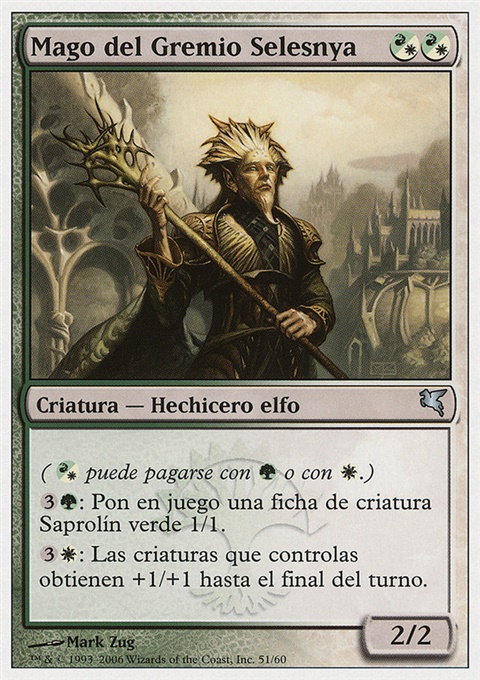 Mago del Gremio Selesnya
Criatura — Hechicero elfo
( puede pagarse con o con .)
3 : Pon en juego una ficha de criatura
Saprolín verde 1/1.
3 : Las criaturas que controlas
obtienen +1/+1 hasta el final del turno.
2/2
Mark Zug
™ & © 1993–2006 Wizards of the Coast, Inc. 51/60